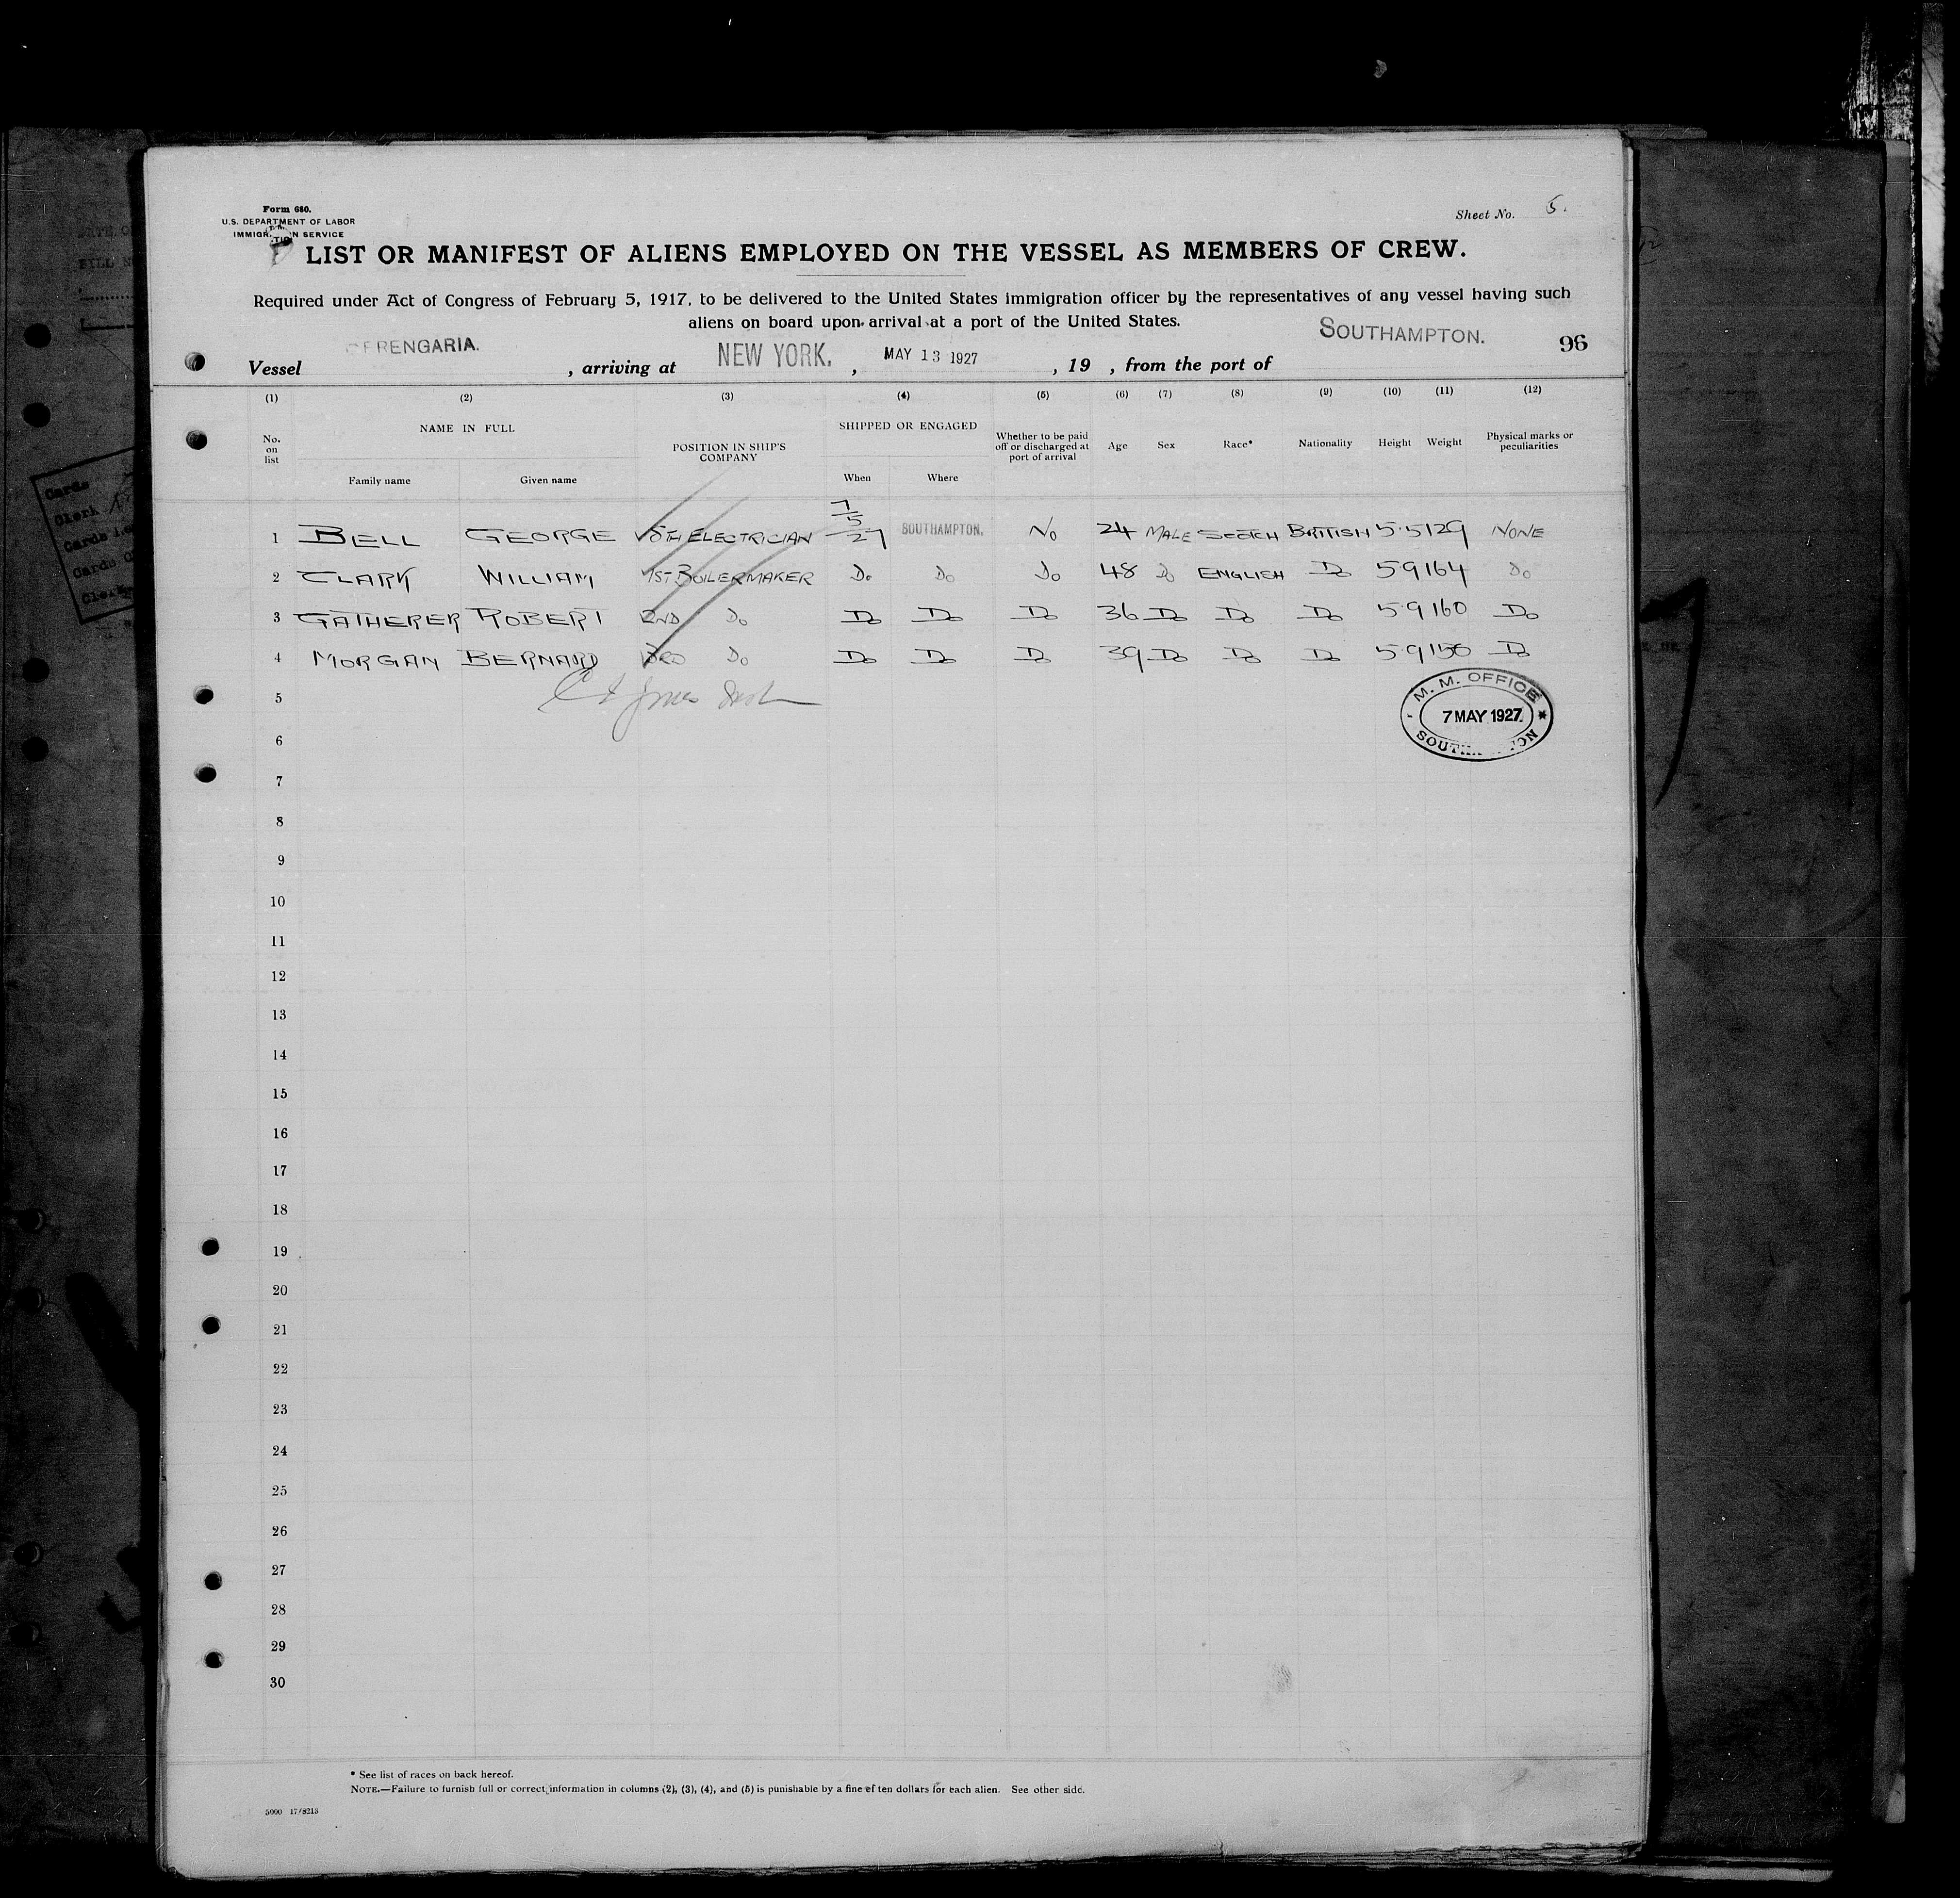 Form 680.
U.S. DEPARTMENT OF LABOR
Sheet No. 5.
LIST OR MANIFEST OF ALIENS EMPLOYED ON THE VESSEL AS MEMBERS OF CREW.
Required under Act of Congress of February 5, 1917, to be delivered to the United States immigration officer by the representatives of any vessel having such
aliens on board upon arrival at a port of the United States.
Vessel , arriving at NEW YORK. , MAY 13 1927 , 19 , from the port of SOUTHAMPTON. 96
(1) (2) (3) (4) (5) (6) (7) (8) (9) (10) (11) (12)
No. on list NAME IN FULL POSITION IN SHIP'S COMPANY SHIPPED OR ENGAGED Whether to be paid off or discharged at port of arrival Age Sex Race* Nationality Height Weight Physical marks or peculiarities
Family name Given name When Where
1 BELL GEORGE 5TH ELECTRICIAN 7/5/27 SOUTHAMPTON. No 24 MALE SCOTCH BRITISH 5·5 129 NONE
2 CLARK WILLIAM 1ST BOILERMAKER Do Do Do 48 Do ENGLISH Do 5 9 164 Do
3 GATHERER ROBERT 2ND Do Do Do Do 36 Do Do Do 5·9 160 Do
4 MORGAN BERNARD 3RD Do Do Do Do 39 Do Do Do 5·9 150 Do
5
M. M. OFFICE
7 MAY 1927
6
7
8
9
10
11
12
13
14
15
16
17
18
19
20
21
22
23
24
25
26
27
28
29
30
* See list of races on back hereof.
NOTE.—Failure to furnish full or correct information in columns (2), (3), (4), and (5) is punishable by a fine of ten dollars for each alien. See other side.
5000 17/8213